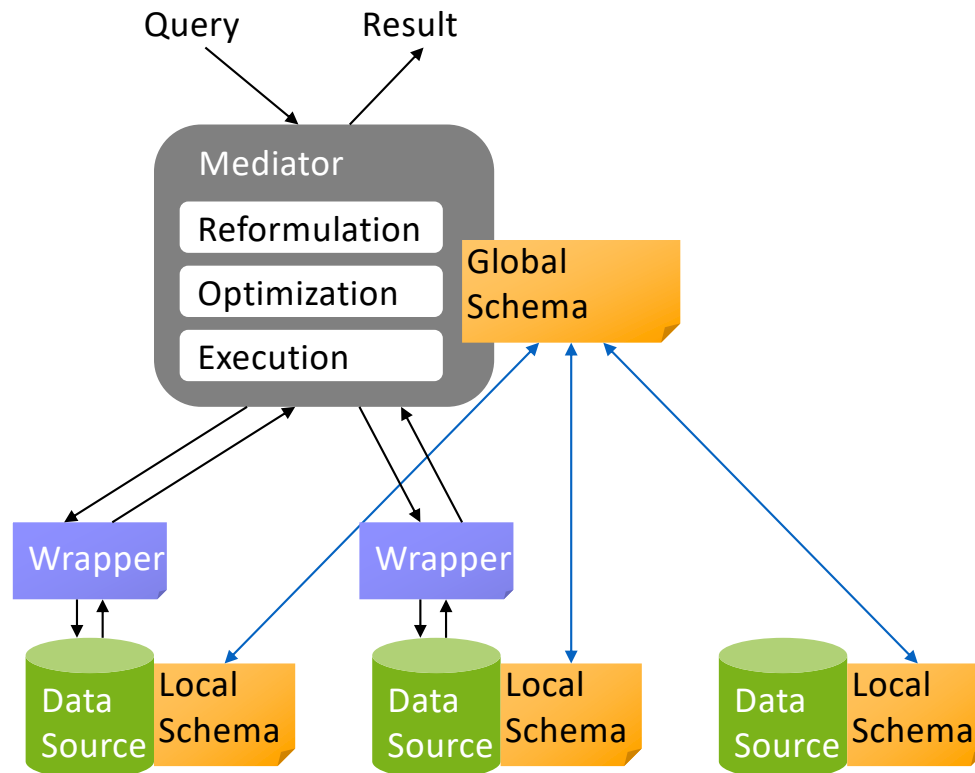 Query
Result
Mediator
Reformulation
Optimization
Execution
Global
Schema
Wrapper
Wrapper
Data
Source
Local
Schema
Data
Source
Local
Schema
Data
Source
Local
Schema